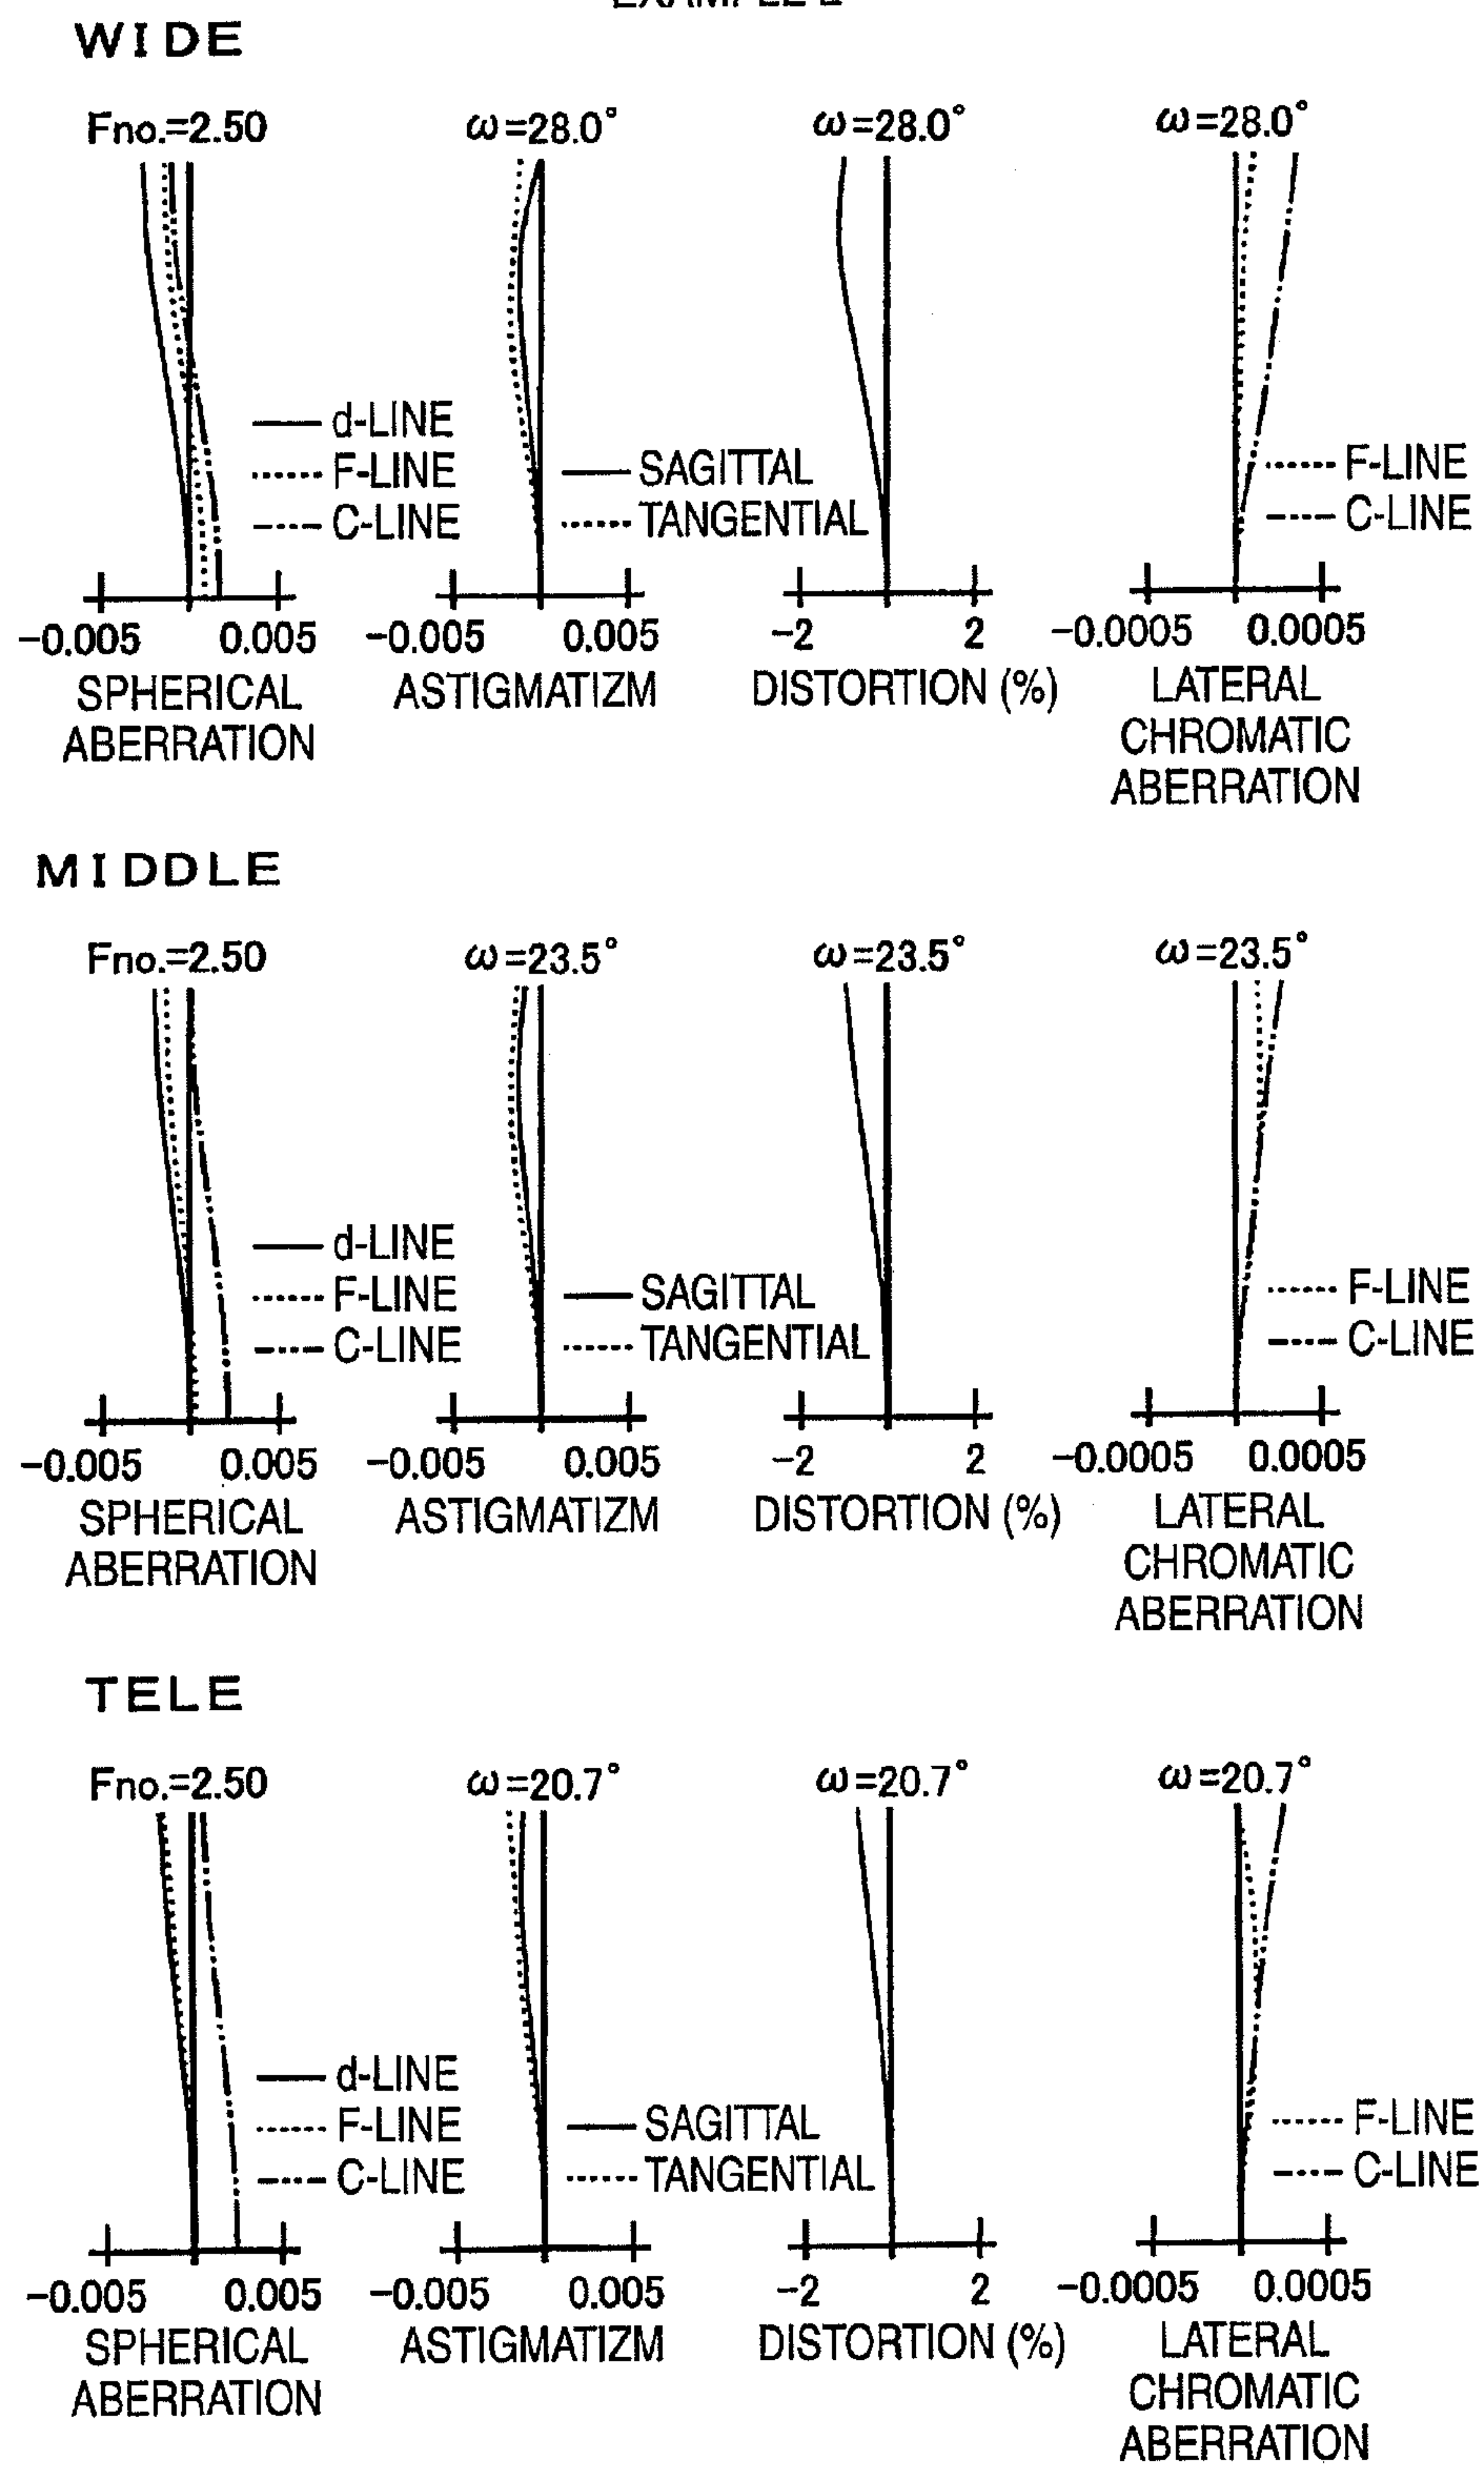 WIDE
Fno.=2.50
ω=28.0°
ω=28.0°
ω=28.0°
d-LINE
F-LINE
C-LINE
SAGITTAL
TANGENTIAL
F-LINE
C-LINE
-0.005 0.005
-0.005 0.005
-2 2
-0.0005 0.0005
SPHERICAL
ABERRATION
ASTIGMATIZM
DISTORTION (%)
LATERAL
CHROMATIC
ABERRATION
MIDDLE
Fno.=2.50
ω=23.5°
ω=23.5°
ω=23.5°
d-LINE
F-LINE
C-LINE
SAGITTAL
TANGENTIAL
F-LINE
C-LINE
-0.005 0.005
-0.005 0.005
-2 2
-0.0005 0.0005
SPHERICAL
ABERRATION
ASTIGMATIZM
DISTORTION (%)
LATERAL
CHROMATIC
ABERRATION
TELE
Fno.=2.50
ω=20.7°
ω=20.7°
ω=20.7°
d-LINE
F-LINE
C-LINE
SAGITTAL
TANGENTIAL
F-LINE
C-LINE
-0.005 0.005
-0.005 0.005
-2 2
-0.0005 0.0005
SPHERICAL
ABERRATION
ASTIGMATIZM
DISTORTION (%)
LATERAL
CHROMATIC
ABERRATION